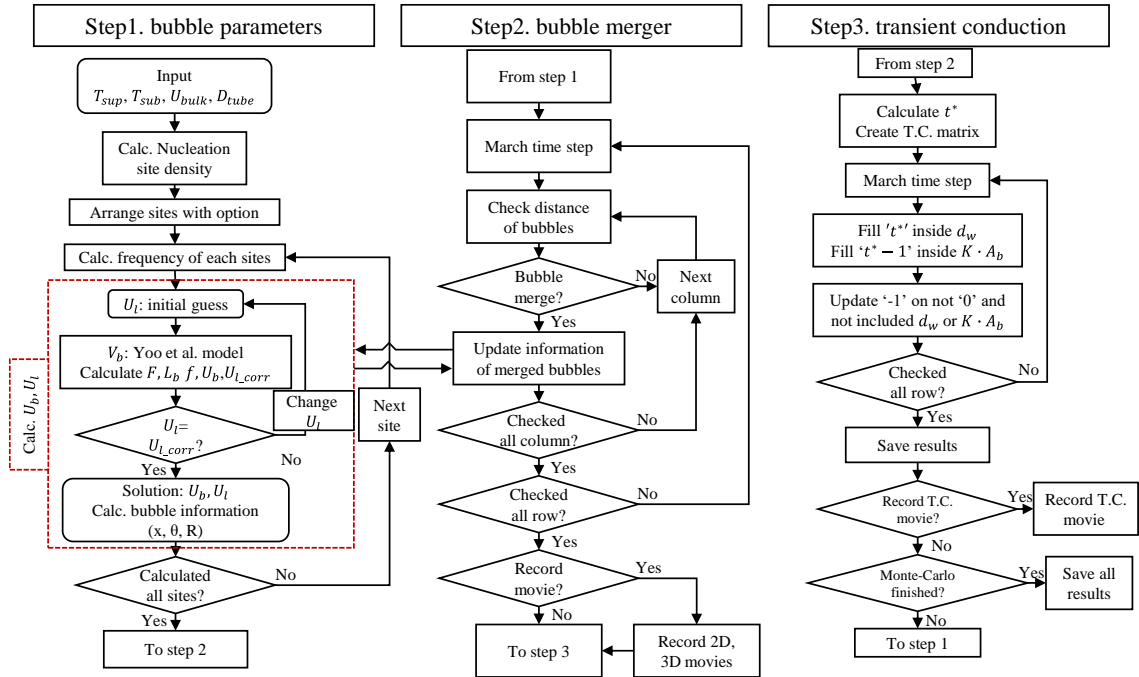 Step1. bubble parameters
Input
T_sup, T_sub, U_bulk, D_tube
Calc. Nucleation
site density
Arrange sites with option
Calc. frequency of each sites
Calc. U_b, U_l
U_l: initial guess
V_b: Yoo et al. model
Calculate F, L_b f, U_b, U_l_corr
Change
U_l
Next
site
U_l=
U_l_corr?
No
Yes
Solution: U_b, U_l
Calc. bubble information
(x, θ, R)
Calculated
all sites?
No
Yes
To step 2
Step2. bubble merger
From step 1
March time step
Check distance
of bubbles
Bubble
merge?
No
Next
column
Yes
Update information
of merged bubbles
Checked
all column?
No
Yes
Checked
all row?
No
Yes
Record
movie?
Yes
No
To step 3
Record 2D,
3D movies
Step3. transient conduction
From step 2
Calculate t*
Create T.C. matrix
March time step
Fill 't*' inside d_w
Fill ‘t* − 1’ inside K · A_b
Update ‘-1’ on not ‘0’ and
not included d_w or K · A_b
Checked
all row?
No
Yes
Save results
Record T.C.
movie?
Yes
Record T.C.
movie
No
Monte-Carlo
finished?
Yes
Save all
results
No
To step 1